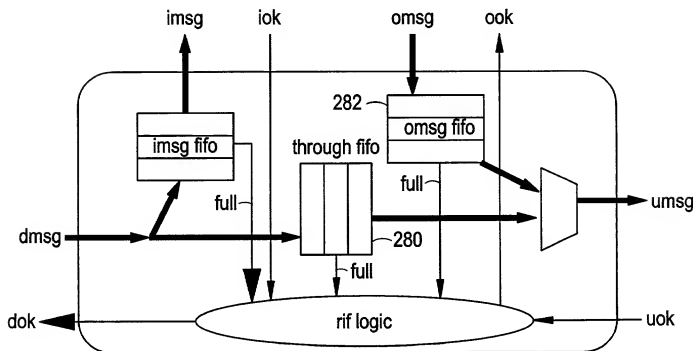 imsg
iok
omsg
ook
282
imsg fifo
omsg fifo
through fifo
full
full
umsg
dmsg
280
full
dok
rif logic
uok